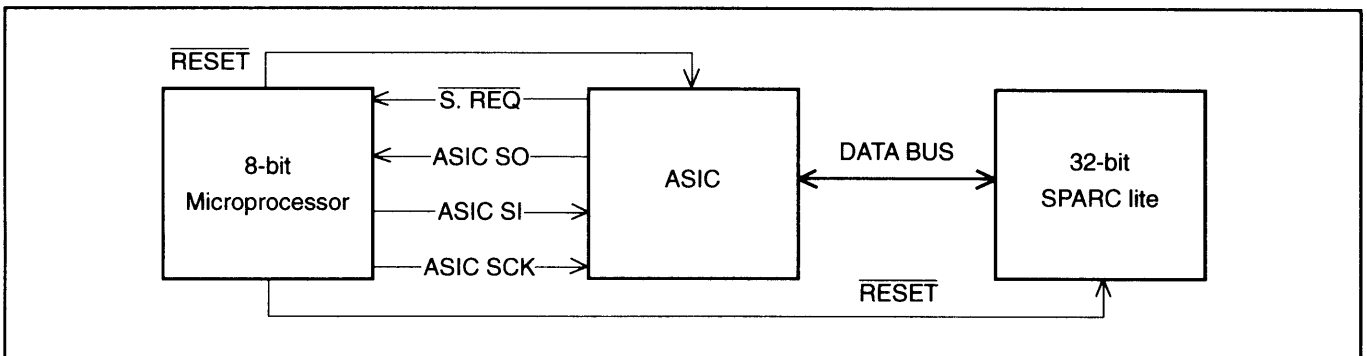 RESET
S. REQ
ASIC SO
ASIC SI
ASIC SCK
8-bit
Microprocessor
ASIC
DATA BUS
32-bit
SPARC lite
RESET